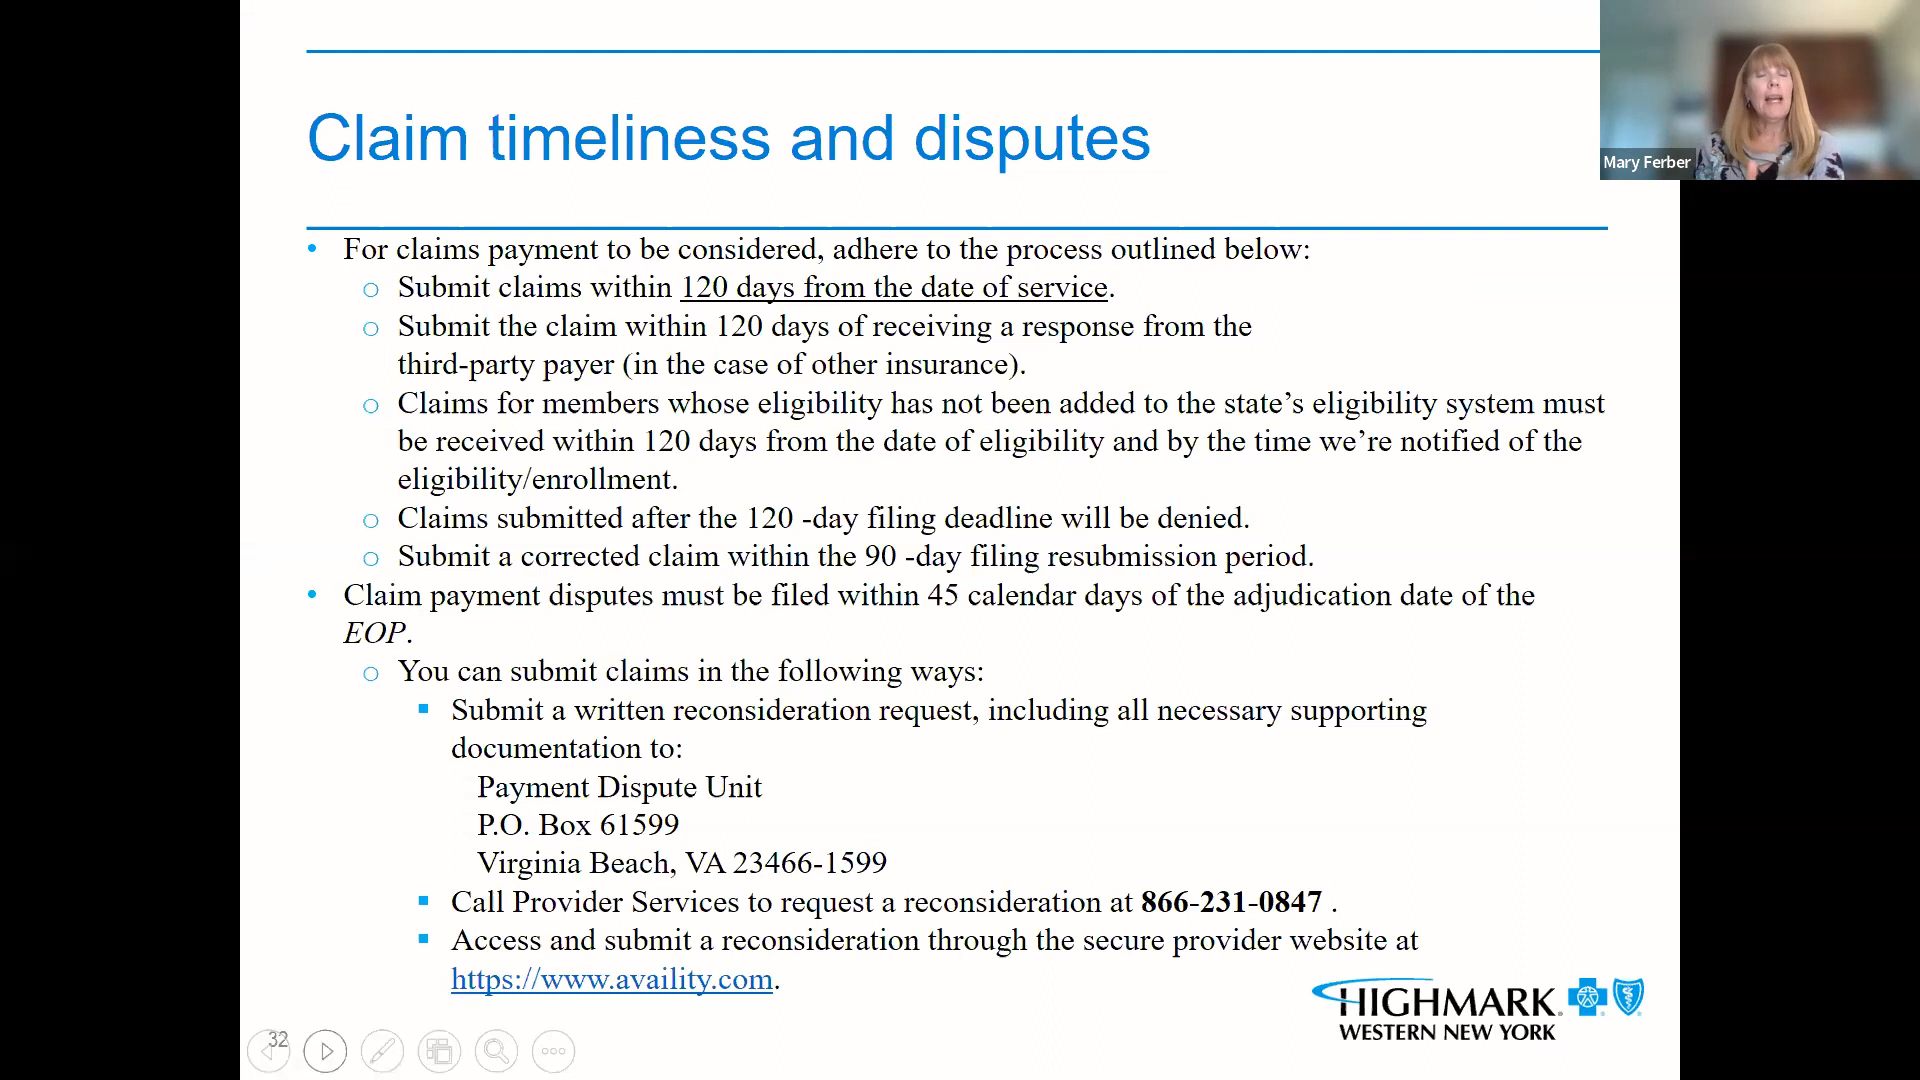 Claim timeliness and disputes
Mary Ferber
• For claims payment to be considered, adhere to the process outlined below:
o Submit claims within 120 days from the date of service.
o Submit the claim within 120 days of receiving a response from the
third-party payer (in the case of other insurance).
o Claims for members whose eligibility has not been added to the state’s eligibility system must
be received within 120 days from the date of eligibility and by the time we’re notified of the
eligibility/enrollment.
o Claims submitted after the 120 -day filing deadline will be denied.
o Submit a corrected claim within the 90 -day filing resubmission period.
• Claim payment disputes must be filed within 45 calendar days of the adjudication date of the
EOP.
o You can submit claims in the following ways:
▪ Submit a written reconsideration request, including all necessary supporting
documentation to:
Payment Dispute Unit
P.O. Box 61599
Virginia Beach, VA 23466-1599
▪ Call Provider Services to request a reconsideration at 866-231-0847 .
▪ Access and submit a reconsideration through the secure provider website at
https://www.availity.com.
HIGHMARK
WESTERN NEW YORK
32